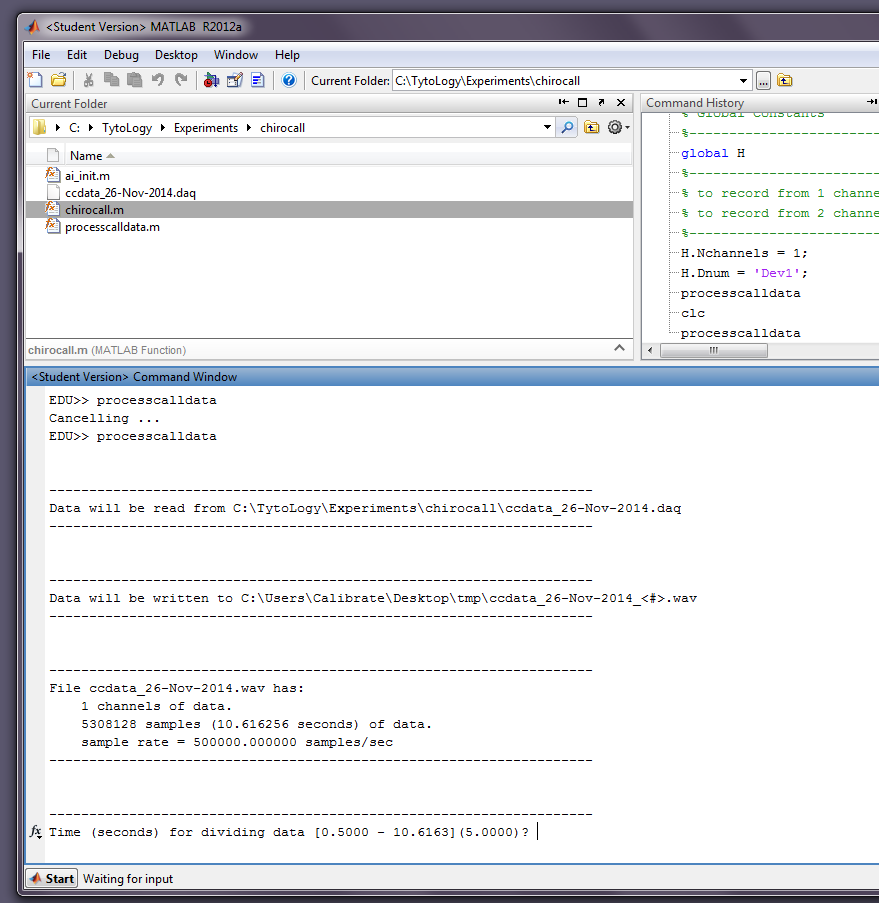 <Student Version> MATLAB R2012a
File Edit Debug Desktop Window Help
Current Folder: C:\TytoLogy\Experiments\chirocall
Current Folder
C: TytoLogy Experiments chirocall
Name
ai_init.m
ccdata_26-Nov-2014.daq
chirocall.m
processcalldata.m
chirocall.m (MATLAB Function)
Command History
% Global Constants
%------------------------
global H
%------------------------
% to record from 1 channe
% to record from 2 channe
%------------------------
H.Nchannels = 1;
H.Dnum = 'Dev1';
processcalldata
clc
processcalldata
<Student Version> Command Window
EDU>> processcalldata
Cancelling ...
EDU>> processcalldata
--------------------------------------------------------------------
Data will be read from C:\TytoLogy\Experiments\chirocall\ccdata_26-Nov-2014.daq
--------------------------------------------------------------------
--------------------------------------------------------------------
Data will be written to C:\Users\Calibrate\Desktop\tmp\ccdata_26-Nov-2014_<#>.wav
--------------------------------------------------------------------
--------------------------------------------------------------------
File ccdata_26-Nov-2014.wav has:
1 channels of data.
5308128 samples (10.616256 seconds) of data.
sample rate = 500000.000000 samples/sec
--------------------------------------------------------------------
--------------------------------------------------------------------
fx Time (seconds) for dividing data [0.5000 - 10.6163](5.0000)?
Start Waiting for input